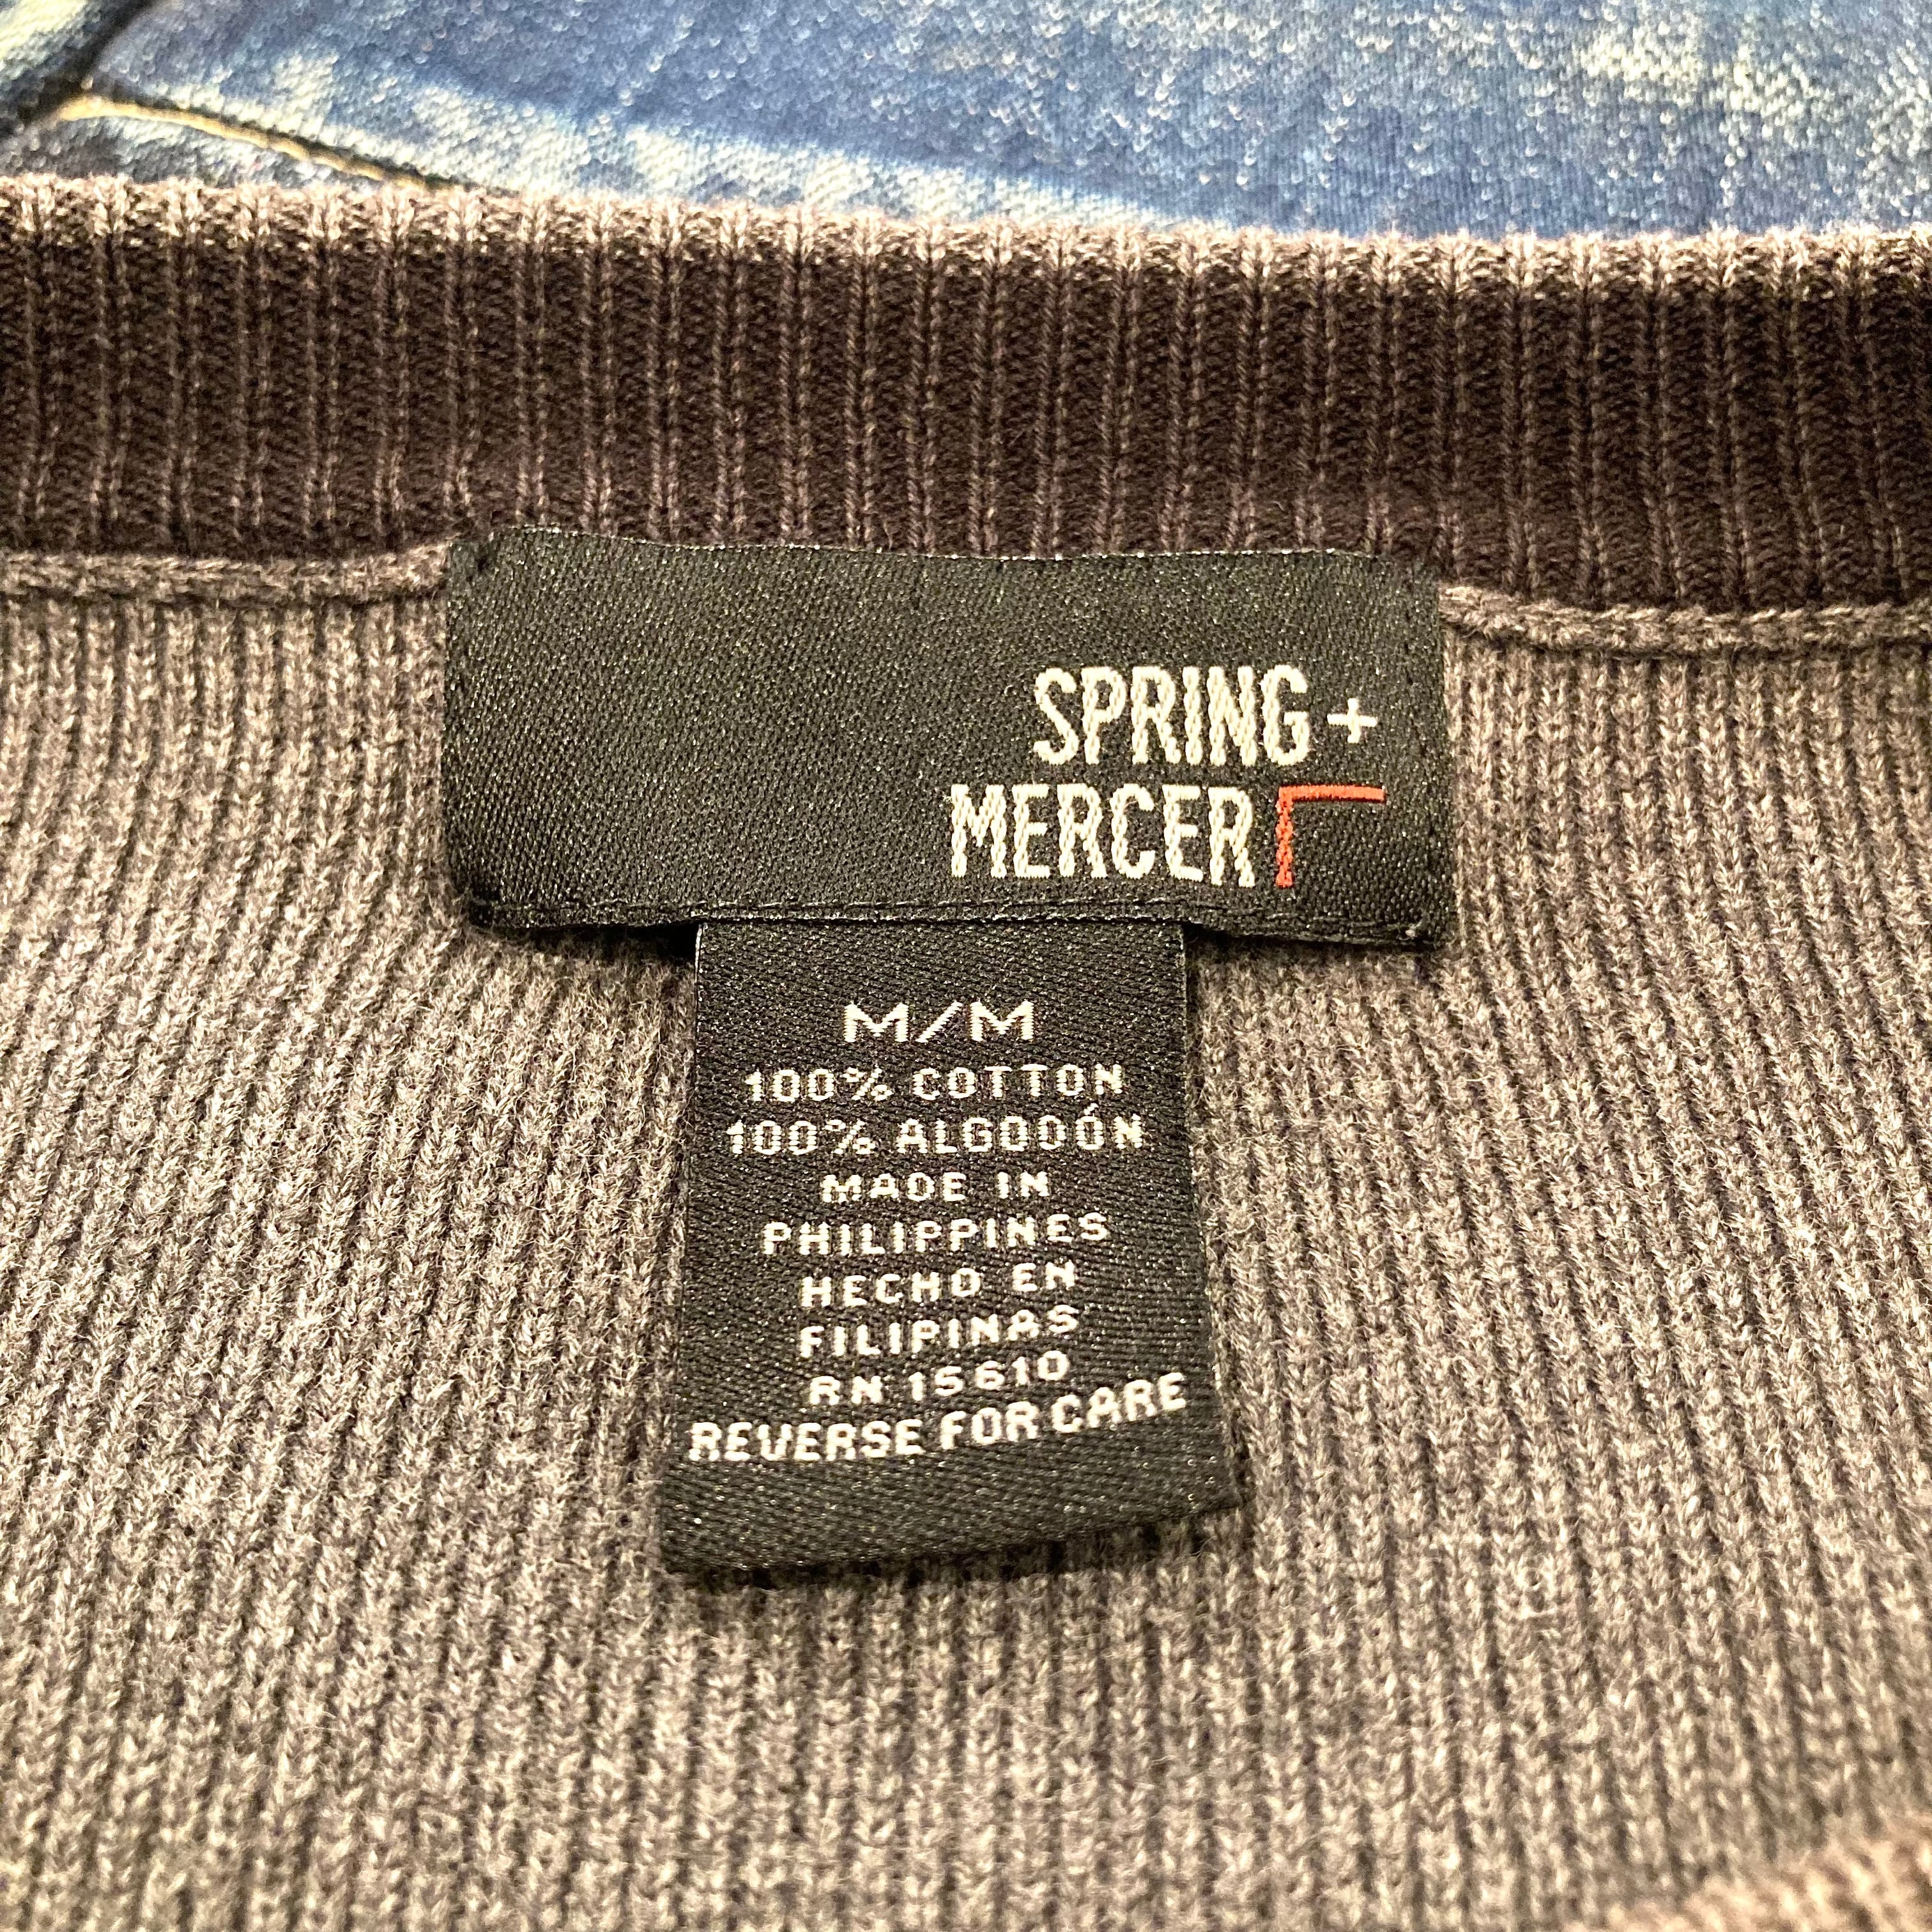 SPRING +
MERCER
M/M
100% COTTON
100% ALGODÓN
MADE IN
PHILIPPINES
HECHO EN
FILIPINAS
RN 15610
REVERSE FOR CARE